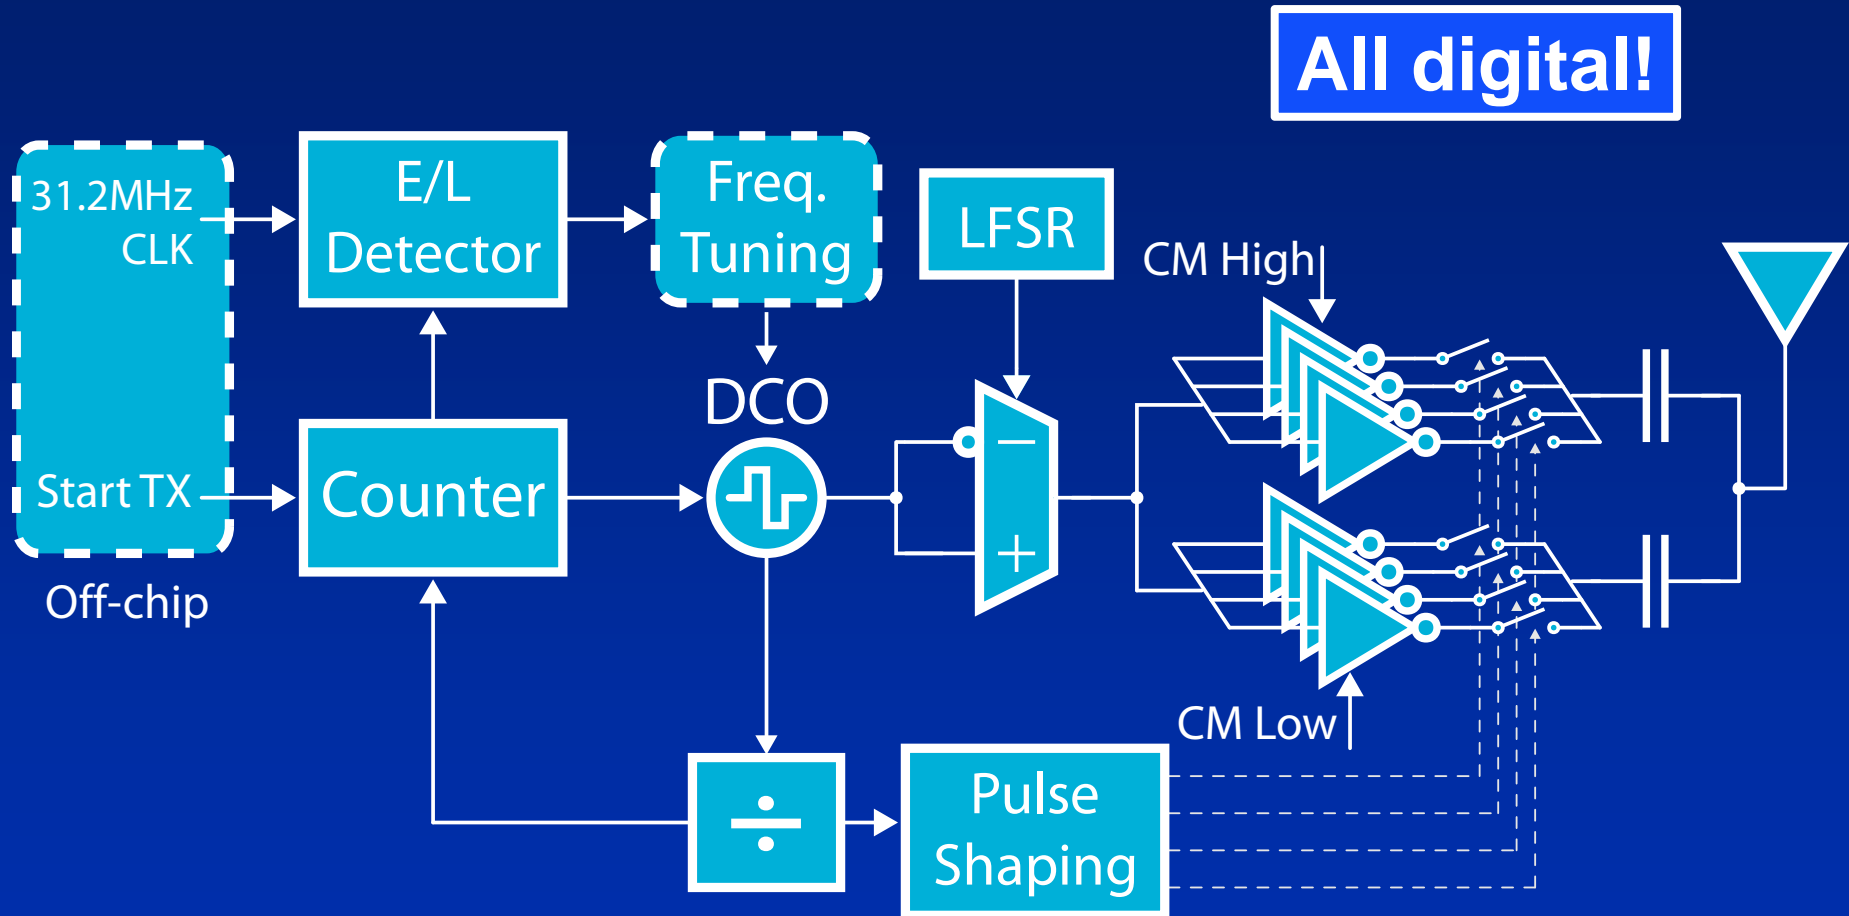 All digital!
31.2MHz
CLK
Start TX
Off-chip
E/L
Detector
Counter
Freq.
Tuning
DCO
LFSR
−
+
÷
CM High
CM Low
Pulse
Shaping